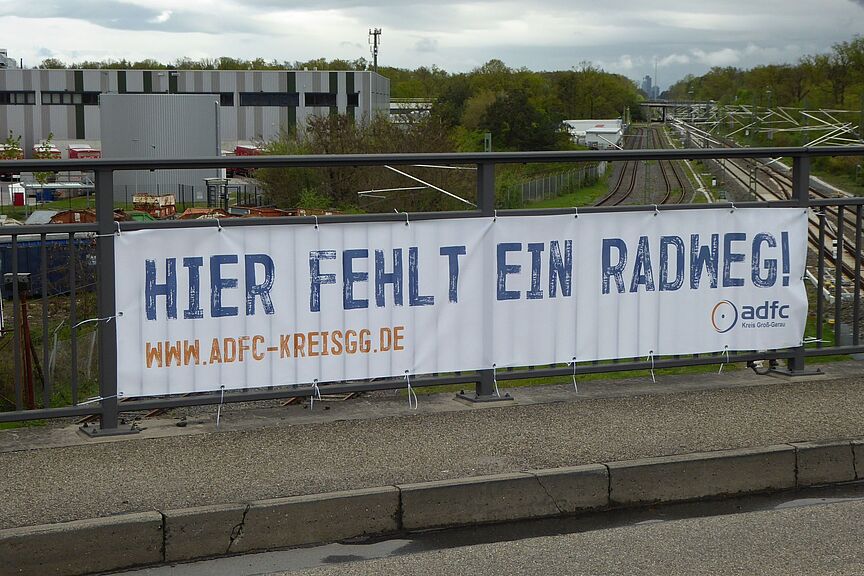 HIER FEHLT EIN RADWEG!
WWW.ADFC-KREISGG.DE
adfc
Kreis Groß-Gerau